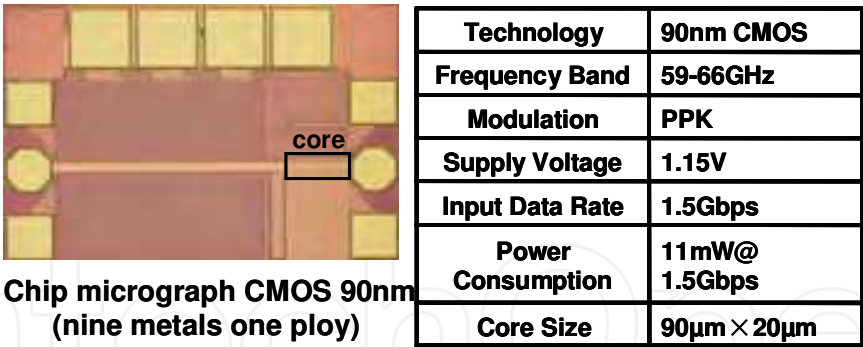 core
Chip micrograph CMOS 90nm
(nine metals one ploy)
Technology 90nm CMOS
Frequency Band 59-66GHz
Modulation PPK
Supply Voltage 1.15V
Input Data Rate 1.5Gbps
Power 11mW@
Consumption 1.5Gbps
Core Size 90μm×20μm